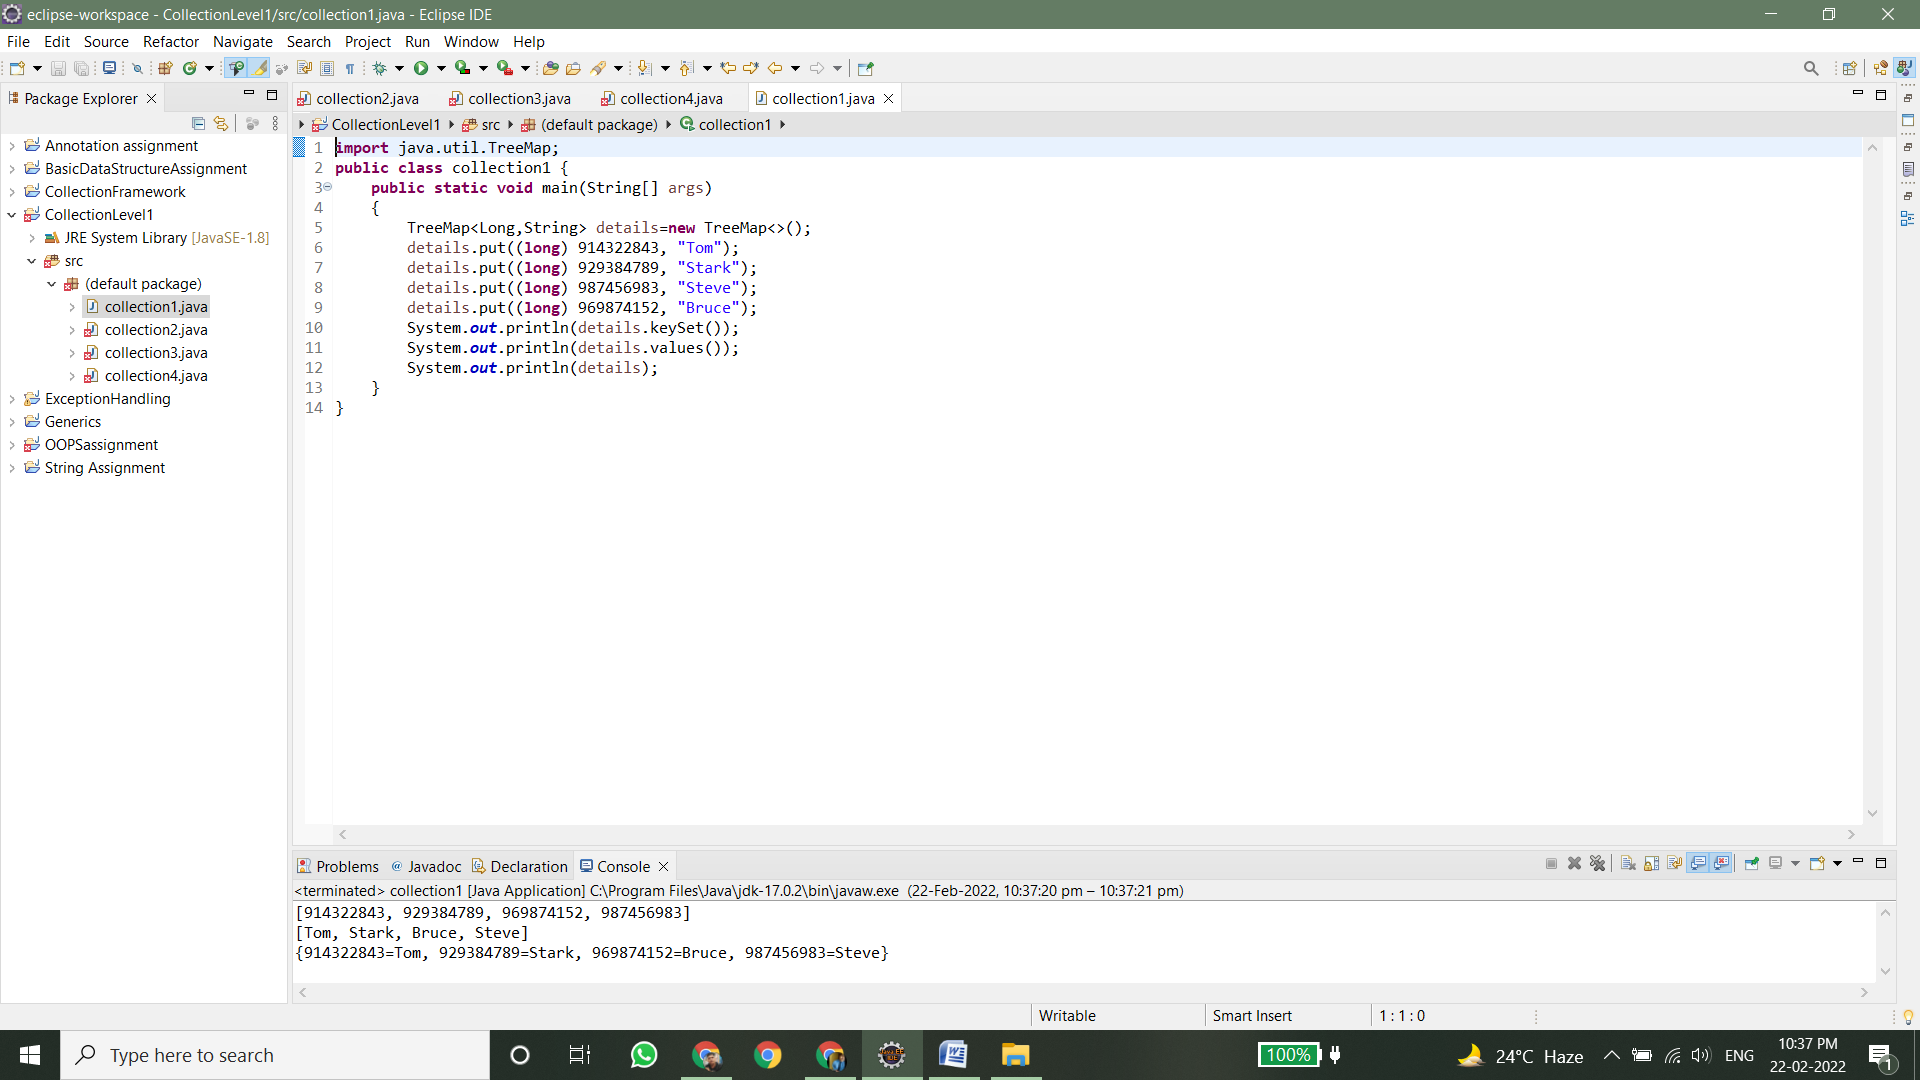 eclipse-workspace - CollectionLevel1/src/collection1.java - Eclipse IDE
File Edit Source Refactor Navigate Search Project Run Window Help
Package Explorer
collection2.java collection3.java collection4.java collection1.java
CollectionLevel1 src (default package) collection1
Annotation assignment
BasicDataStructureAssignment
CollectionFramework
CollectionLevel1
JRE System Library [JavaSE-1.8]
src
(default package)
collection1.java
collection2.java
collection3.java
collection4.java
ExceptionHandling
Generics
OOPSassignment
String Assignment
1 import java.util.TreeMap;
2 public class collection1 {
3 public static void main(String[] args)
4 {
5 TreeMap<Long,String> details=new TreeMap<>();
6 details.put((long) 914322843, "Tom");
7 details.put((long) 929384789, "Stark");
8 details.put((long) 987456983, "Steve");
9 details.put((long) 969874152, "Bruce");
10 System.out.println(details.keySet());
11 System.out.println(details.values());
12 System.out.println(details);
13 }
14 }
Problems @ Javadoc Declaration Console
<terminated> collection1 [Java Application] C:\Program Files\Java\jdk-17.0.2\bin\javaw.exe (22-Feb-2022, 10:37:20 pm – 10:37:21 pm)
[914322843, 929384789, 969874152, 987456983]
[Tom, Stark, Bruce, Steve]
{914322843=Tom, 929384789=Stark, 969874152=Bruce, 987456983=Steve}
Writable Smart Insert 1 : 1 : 0
Type here to search
100%
24°C Haze
ENG
10:37 PM
22-02-2022
1